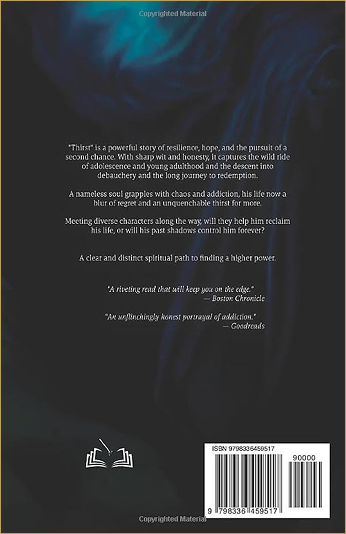 Copyrighted Material
"Thirst" is a powerful story of resilience, hope, and the pursuit of a
second chance. With sharp wit and honesty, it captures the wild ride
of adolescence and young adulthood and the descent into
debauchery and the long journey to redemption.
A nameless soul grapples with chaos and addiction, his life now a
blur of regret and an unquenchable thirst for more.
Meeting diverse characters along the way, will they help him reclaim
his life, or will his past shadows control him forever?
A clear and distinct spiritual path to finding a higher power.
"A riveting read that will keep you on the edge."
— Boston Chronicle
"An unflinchingly honest portrayal of addiction."
— Goodreads
ISBN 9798336459517
90000
9 798336 459517
Copyrighted Material